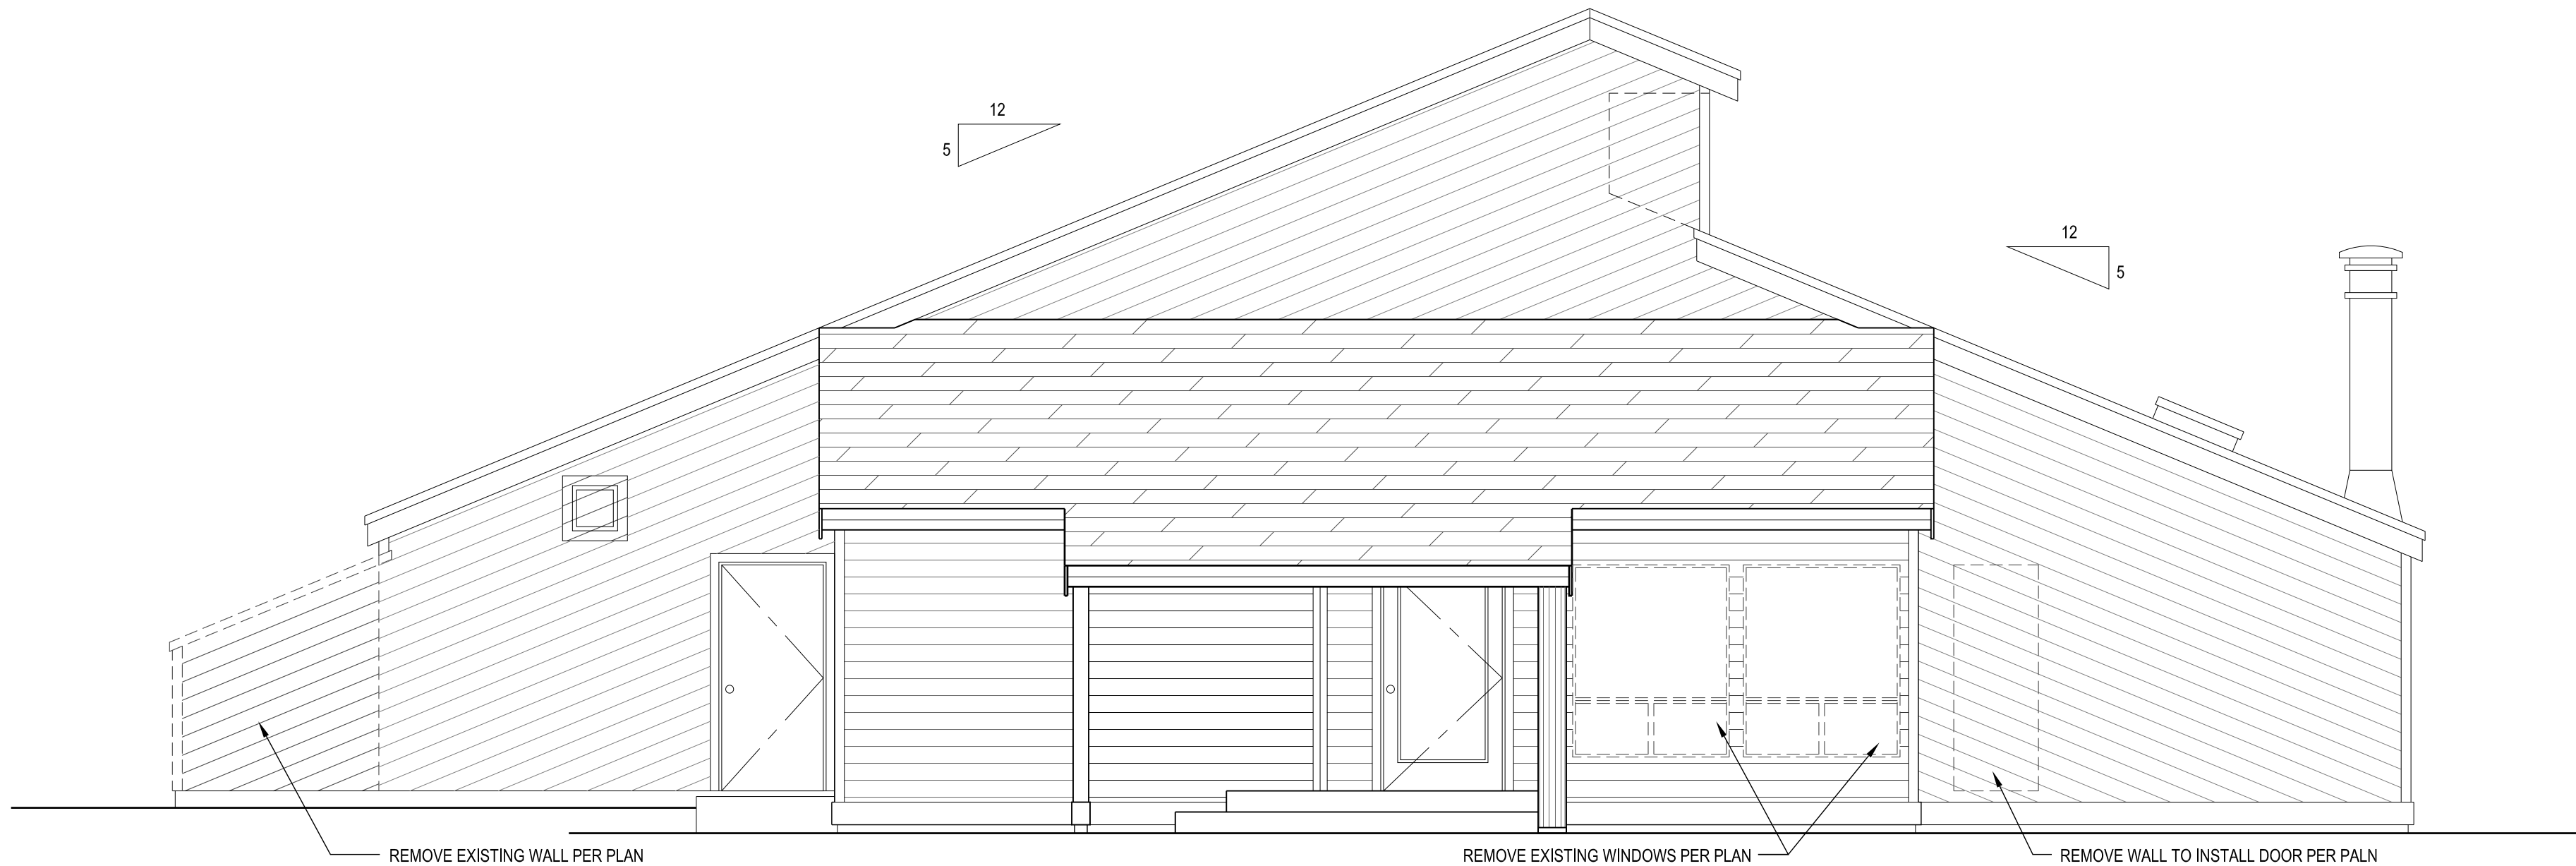 12
5
12
5
REMOVE EXISTING WALL PER PLAN
REMOVE EXISTING WINDOWS PER PLAN
REMOVE WALL TO INSTALL DOOR PER PALN